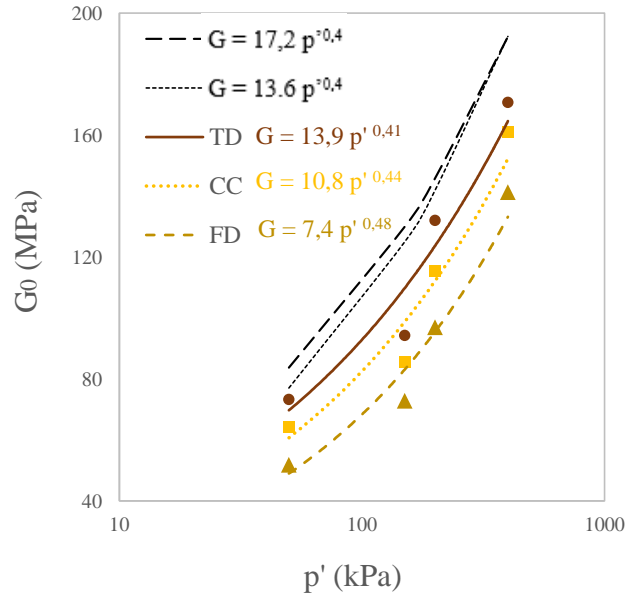 200
160
120
80
40
G0 (MPa)
G = 17,2 p'0,4
G = 13.6 p'0,4
TD G = 13,9 p' 0,41
CC G = 10,8 p' 0,44
FD G = 7,4 p' 0,48
10 100 1000
p' (kPa)